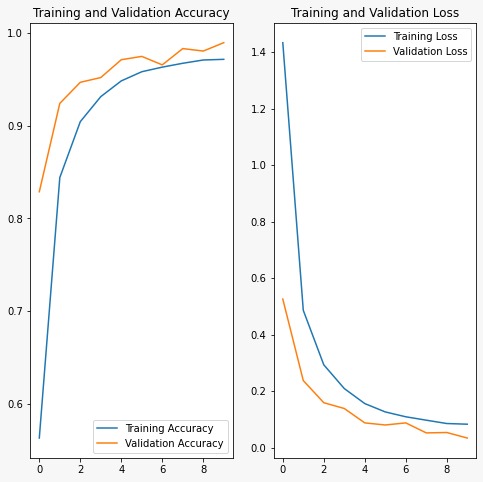 Training and Validation Accuracy
1.0
0.9
0.8
0.7
0.6
0 2 4 6 8
Training Accuracy
Validation Accuracy
Training and Validation Loss
1.4
1.2
1.0
0.8
0.6
0.4
0.2
0.0
0 2 4 6 8
Training Loss
Validation Loss